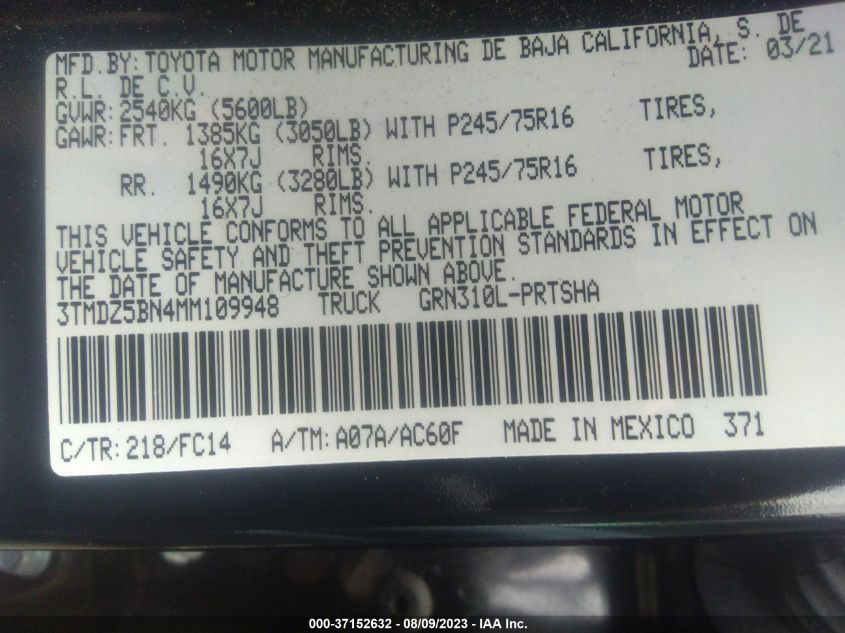 MFD.BY: TOYOTA MOTOR MANUFACTURING DE BAJA CALIFORNIA, S. DE
R.L. DE C.V. DATE: 03/21
GVWR: 2540KG (5600LB)
GAWR: FRT. 1385KG (3050LB) WITH P245/75R16 TIRES,
16X7J RIMS.
RR. 1490KG (3280LB) WITH P245/75R16 TIRES,
16X7J RIMS.
THIS VEHICLE CONFORMS TO ALL APPLICABLE FEDERAL MOTOR
VEHICLE SAFETY AND THEFT PREVENTION STANDARDS IN EFFECT ON
THE DATE OF MANUFACTURE SHOWN ABOVE.
3TMDZ5BN4MM109948 TRUCK GRN310L-PRTSHA
C/TR: 218/FC14 A/TM: A07A/AC60F MADE IN MEXICO 371
000-37152632 - 08/09/2023 - IAA Inc.